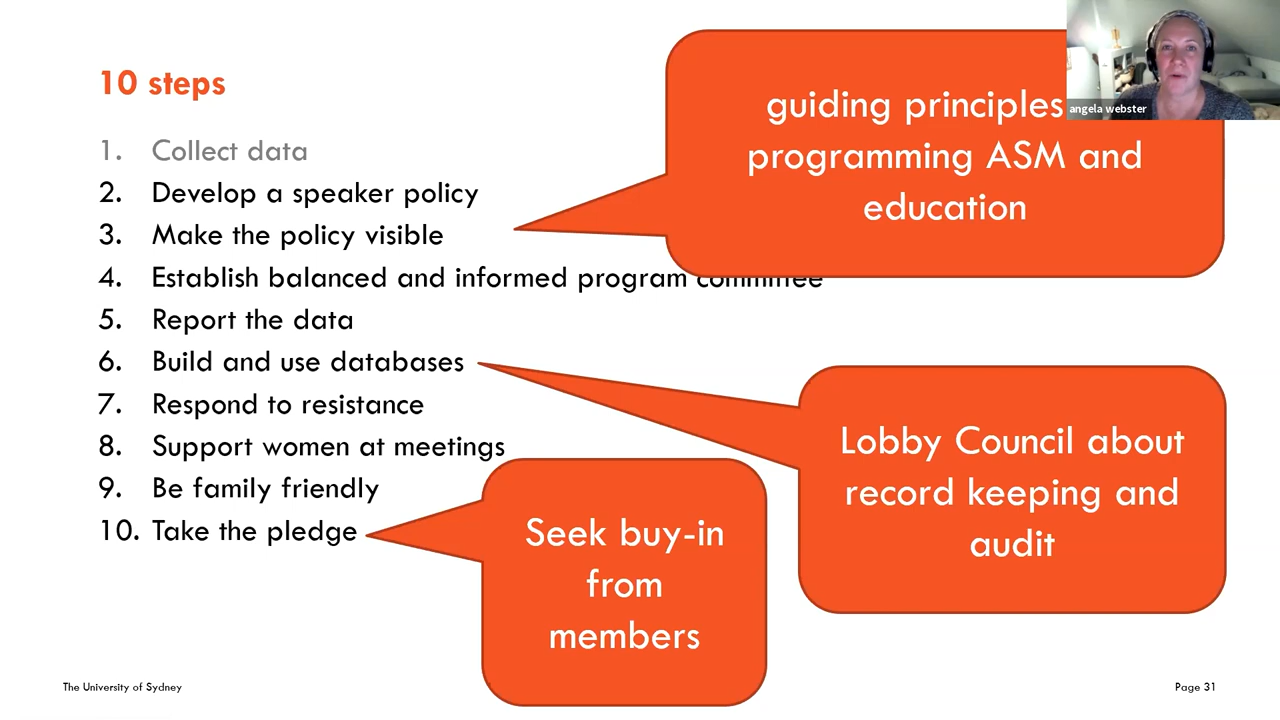 10 steps
1. Collect data
2. Develop a speaker policy
3. Make the policy visible
4. Establish balanced and informed program committee
5. Report the data
6. Build and use databases
7. Respond to resistance
8. Support women at meetings
9. Be family friendly
10. Take the pledge
guiding principles
programming ASM and
education
angela webster
Lobby Council about
record keeping and
audit
Seek buy-in
from
members
The University of Sydney
Page 31